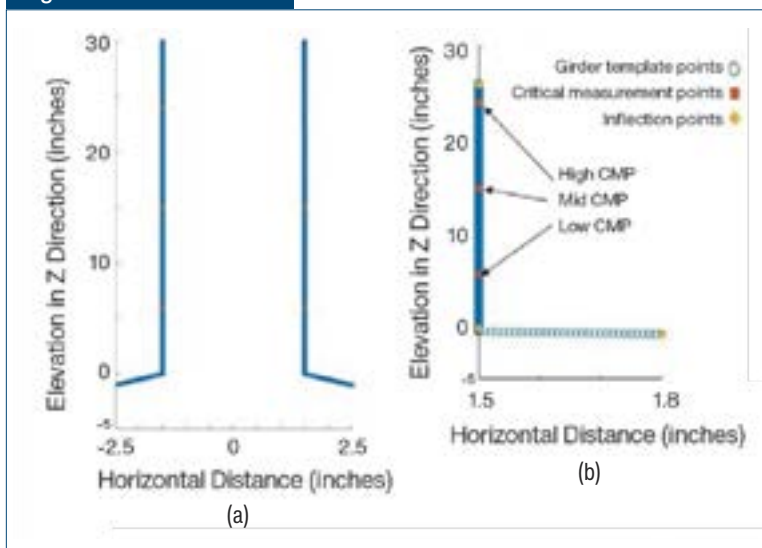 30
20
10
0
-5
-2.5
0
2.5
Elevation in Z Direction (inches)
Horizontal Distance (inches)
(a)
30
20
10
0
-5
1.5
1.8
Elevation in Z Direction (inches)
Girder template points
Critical measurement points
Inflection points
High CMP
Mid CMP
Low CMP
Horizontal Distance (inches)
(b)